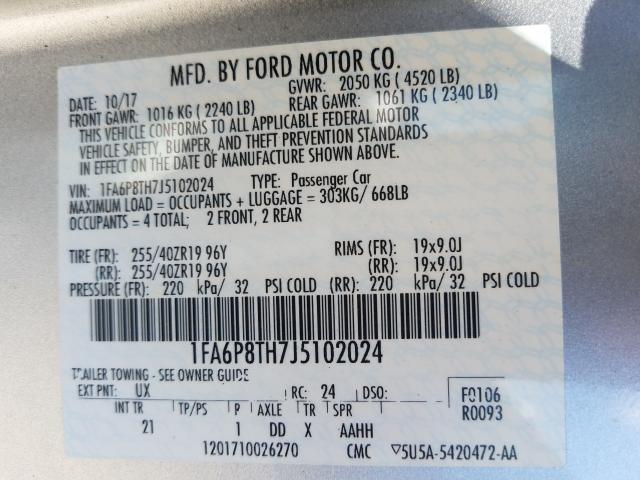 MFD. BY FORD MOTOR CO.
DATE: 10/17 GVWR: 2050 KG ( 4520 LB)
FRONT GAWR: 1016 KG ( 2240 LB) REAR GAWR: 1061 KG ( 2340 LB)
THIS VEHICLE CONFORMS TO ALL APPLICABLE FEDERAL MOTOR
VEHICLE SAFETY, BUMPER, AND THEFT PREVENTION STANDARDS
IN EFFECT ON THE DATE OF MANUFACTURE SHOWN ABOVE.
VIN: 1FA6P8TH7J5102024 TYPE: Passenger Car
MAXIMUM LOAD = OCCUPANTS + LUGGAGE = 303KG/ 668LB
OCCUPANTS = 4 TOTAL; 2 FRONT, 2 REAR
TIRE (FR): 255/40ZR19 96Y RIMS (FR): 19x9.0J
(RR): 255/40ZR19 96Y (RR): 19x9.0J
PRESSURE (FR): 220 kPa/ 32 PSI COLD (RR): 220 kPa/ 32 PSI COLD
1FA6P8TH7J5102024
TRAILER TOWING - SEE OWNER GUIDE
EXT PNT: UX RC: 24 DSO: F0106
INT TR TP/PS P AXLE TR SPR R0093
21 1 DD X AAHH
1201710026270 CMC ▽5U5A-5420472-AA